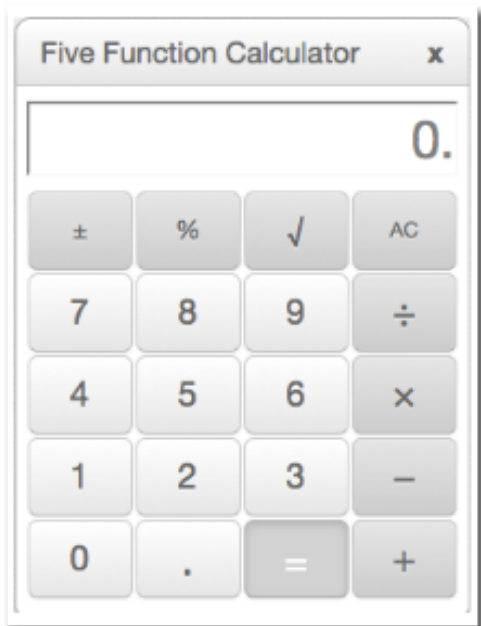 Five Function Calculator x
0.
± % √ AC
7 8 9 ÷
4 5 6 ×
1 2 3 −
0 . = +